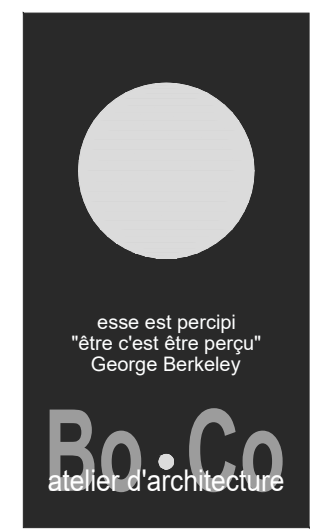 esse est percipi
"être c'est être perçu"
George Berkeley
Bo•Co
atelier d'architecture